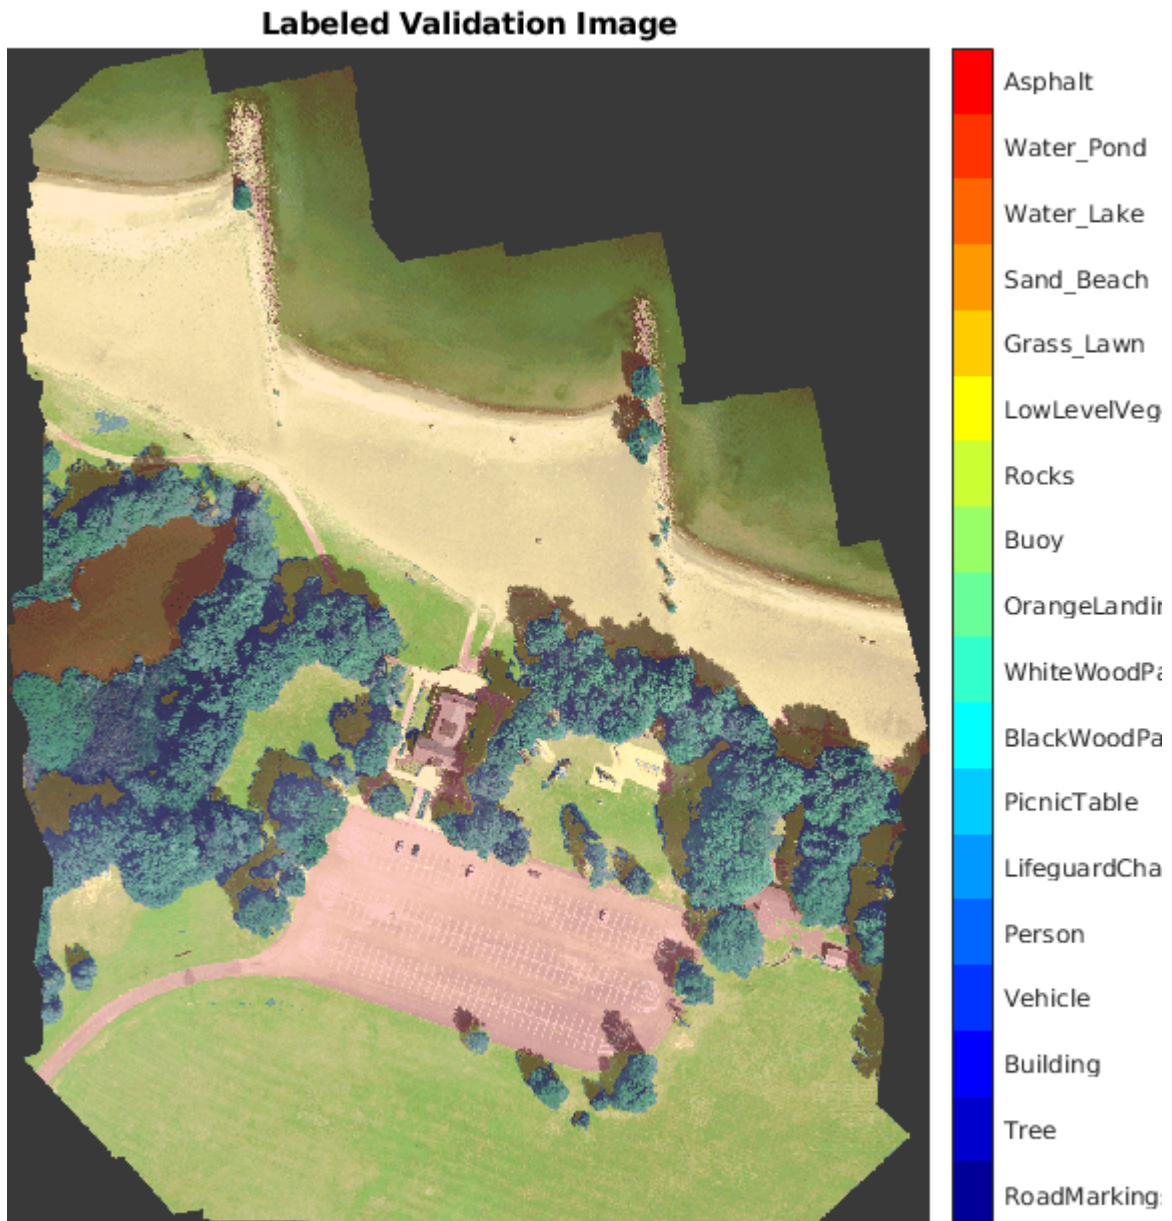 Labeled Validation Image
Asphalt
Water_Pond
Water_Lake
Sand_Beach
Grass_Lawn
LowLevelVeg
Rocks
Buoy
OrangeLandin
WhiteWoodPa
BlackWoodPa
PicnicTable
LifeguardCha
Person
Vehicle
Building
Tree
RoadMarking